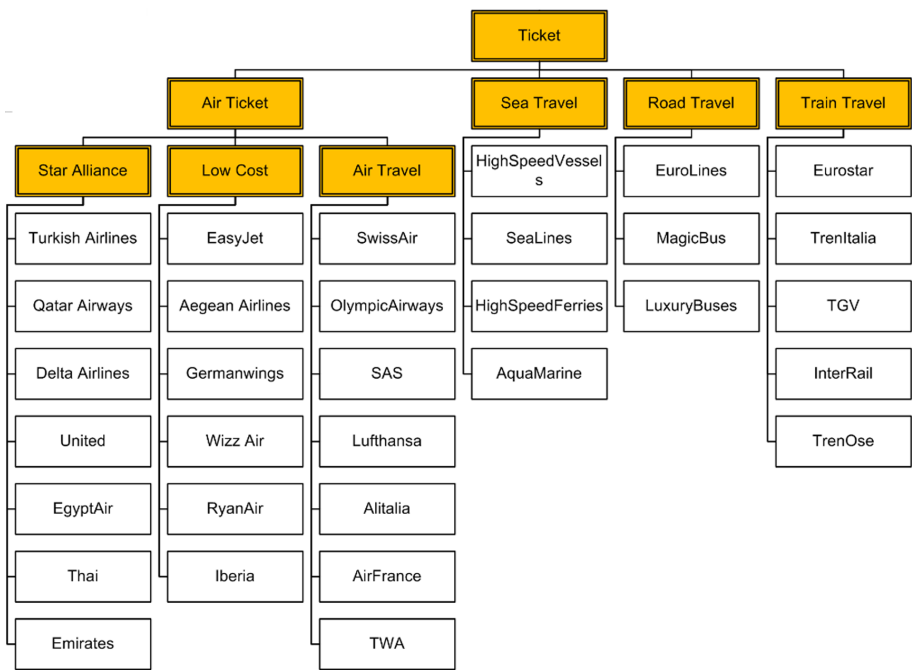 Ticket
Air Ticket
Sea Travel
Road Travel
Train Travel
Star Alliance
Low Cost
Air Travel
HighSpeedVessel
s
EuroLines
Eurostar
Turkish Airlines
EasyJet
SwissAir
SeaLines
MagicBus
TrenItalia
Qatar Airways
Aegean Airlines
OlympicAirways
HighSpeedFerries
LuxuryBuses
TGV
Delta Airlines
Germanwings
SAS
AquaMarine
InterRail
United
Wizz Air
Lufthansa
TrenOse
EgyptAir
RyanAir
Alitalia
Thai
Iberia
AirFrance
Emirates
TWA